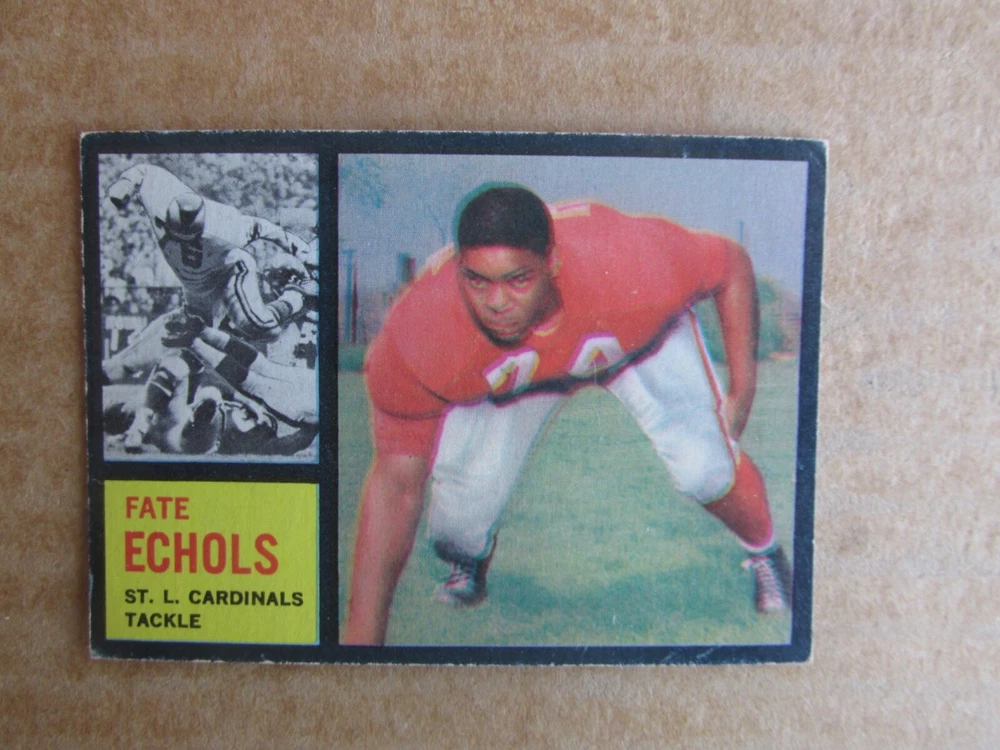 FATE
ECHOLS
ST. L. CARDINALS
TACKLE